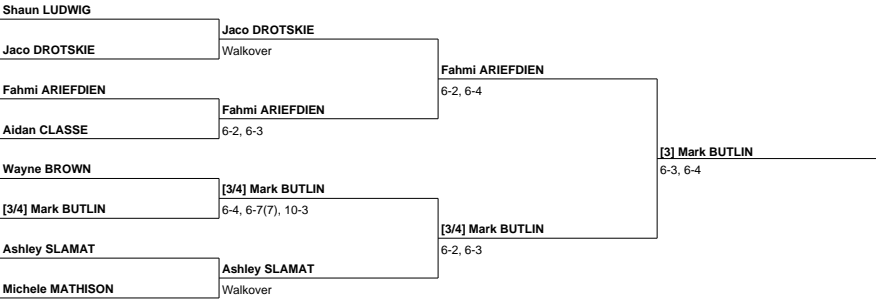 Shaun LUDWIG
Jaco DROTSKIE
Jaco DROTSKIE
Walkover
Fahmi ARIEFDIEN
6-2, 6-4
Fahmi ARIEFDIEN
Fahmi ARIEFDIEN
Aidan CLASSE
6-2, 6-3
[3] Mark BUTLIN
6-3, 6-4
Wayne BROWN
[3/4] Mark BUTLIN
[3/4] Mark BUTLIN
6-4, 6-7(7), 10-3
[3/4] Mark BUTLIN
6-2, 6-3
Ashley SLAMAT
Ashley SLAMAT
Michele MATHISON
Walkover